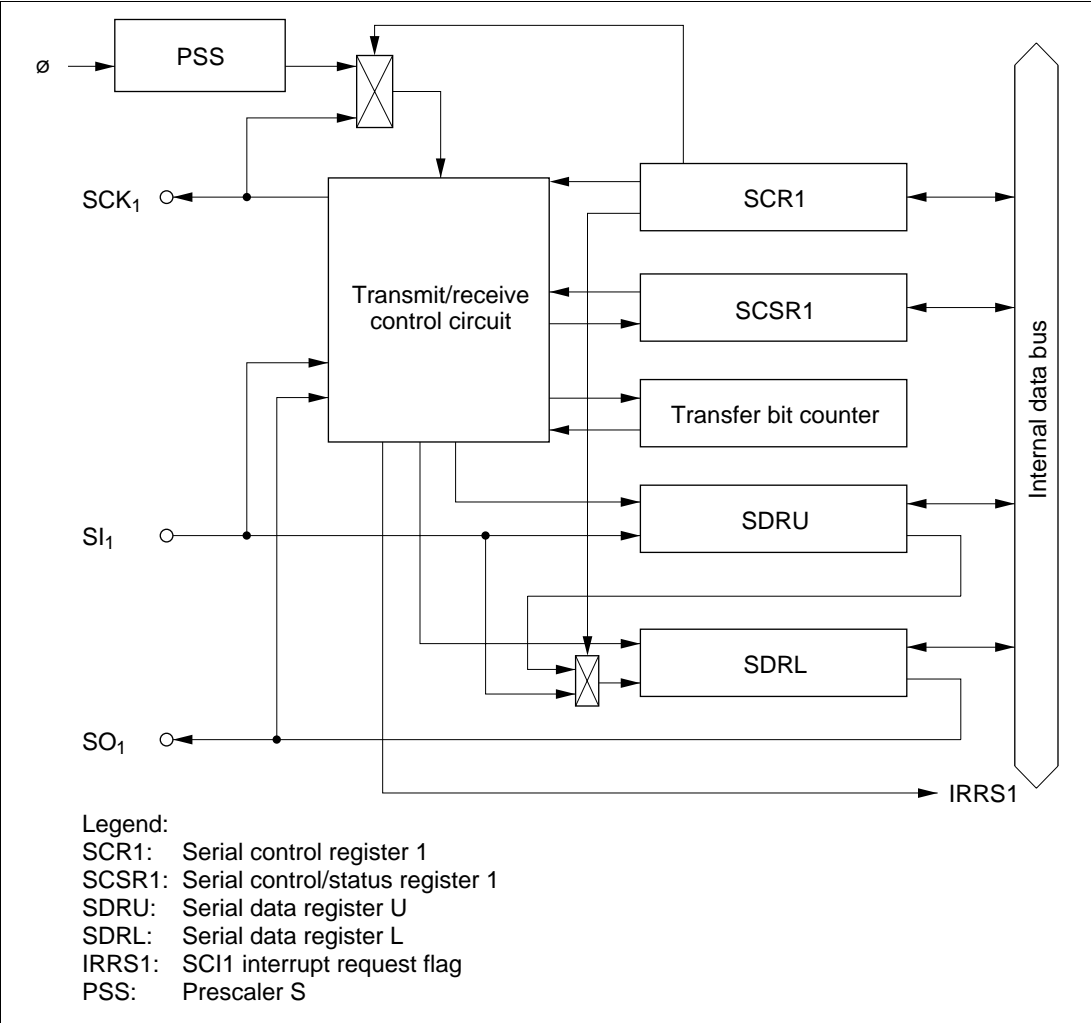 ø
PSS
SCK1
SCR1
Transmit/receive
control circuit
SCSR1
Transfer bit counter
Internal data bus
SI1
SDRU
SDRL
SO1
IRRS1
Legend:
SCR1: Serial control register 1
SCSR1: Serial control/status register 1
SDRU: Serial data register U
SDRL: Serial data register L
IRRS1: SCI1 interrupt request flag
PSS: Prescaler S